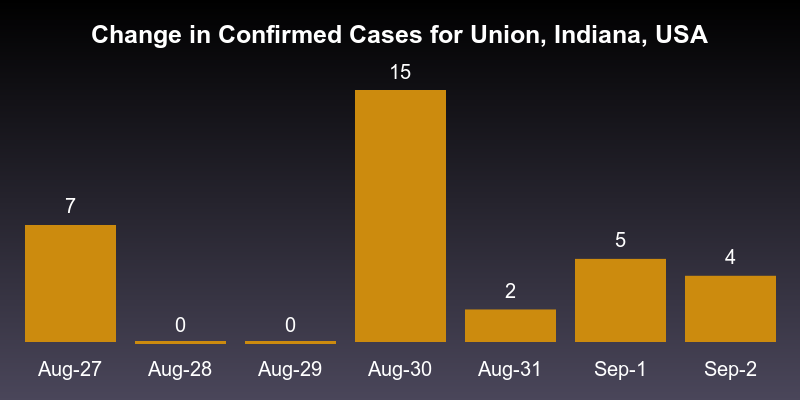 Change in Confirmed Cases for Union, Indiana, USA
15
7
5
4
2
0
0
Aug-27
Aug-28
Aug-29
Aug-30
Aug-31
Sep-1
Sep-2